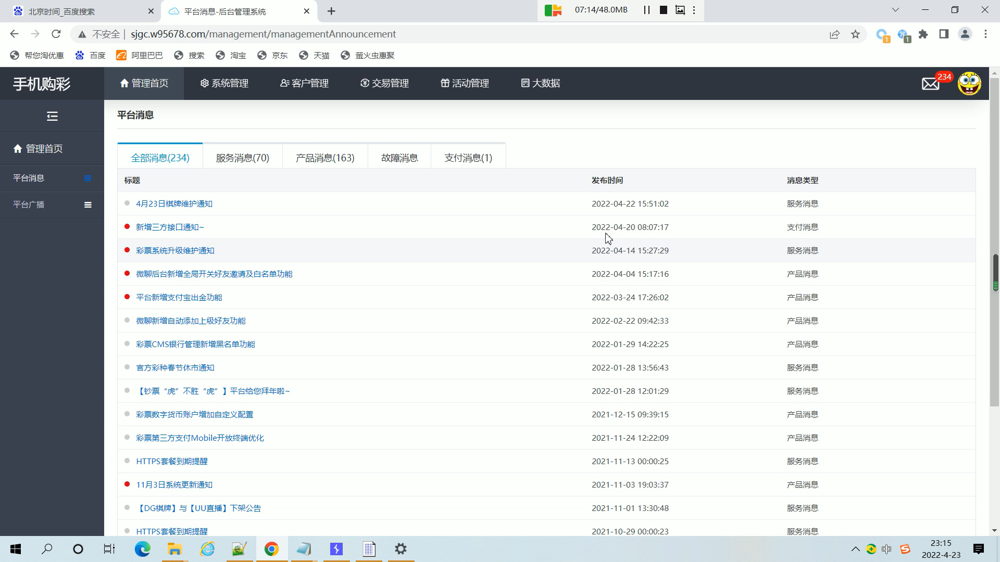 北京时间_百度搜索
平台消息-后台管理系统
07:14/48.0MB
不安全 | sjgc.w95678.com/management/managementAnnouncement
1
1
帮您淘优惠 百度 阿里巴巴 搜索 淘宝 京东 天猫 萤火虫惠聚
手机购彩 管理首页 系统管理 客户管理 交易管理 活动管理 大数据 234
平台消息
管理首页
平台消息
平台广播
全部消息(234) 服务消息(70) 产品消息(163) 故障消息 支付消息(1)
标题 发布时间 消息类型
4月23日棋牌维护通知 2022-04-22 15:51:02 服务消息
新增三方接口通知~ 2022-04-20 08:07:17 支付消息
彩票系统升级维护通知 2022-04-14 15:27:29 服务消息
微聊后台新增全局开关好友邀请及白名单功能 2022-04-04 15:17:16 产品消息
平台新增支付宝出金功能 2022-03-24 17:26:02 产品消息
微聊新增自动添加上级好友功能 2022-02-22 09:42:33 产品消息
彩票CMS银行管理新增黑名单功能 2022-01-29 14:22:25 产品消息
官方彩种春节休市通知 2022-01-28 13:56:43 服务消息
【钞票“虎”不胜“虎”】平台给您拜年啦~ 2022-01-28 12:01:29 服务消息
彩票数字货币账户增加自定义配置 2021-12-15 09:39:15 产品消息
彩票第三方支付Mobile开放终端优化 2021-11-24 12:22:09 产品消息
HTTPS套餐到期提醒 2021-11-13 00:00:25 服务消息
11月3日系统更新通知 2021-11-03 19:03:37 产品消息
【DG棋牌】与【UU直播】下架公告 2021-11-01 13:30:48 服务消息
HTTPS套餐到期提醒 2021-10-29 00:00:23 服务消息
中
23:15
2022-4-23